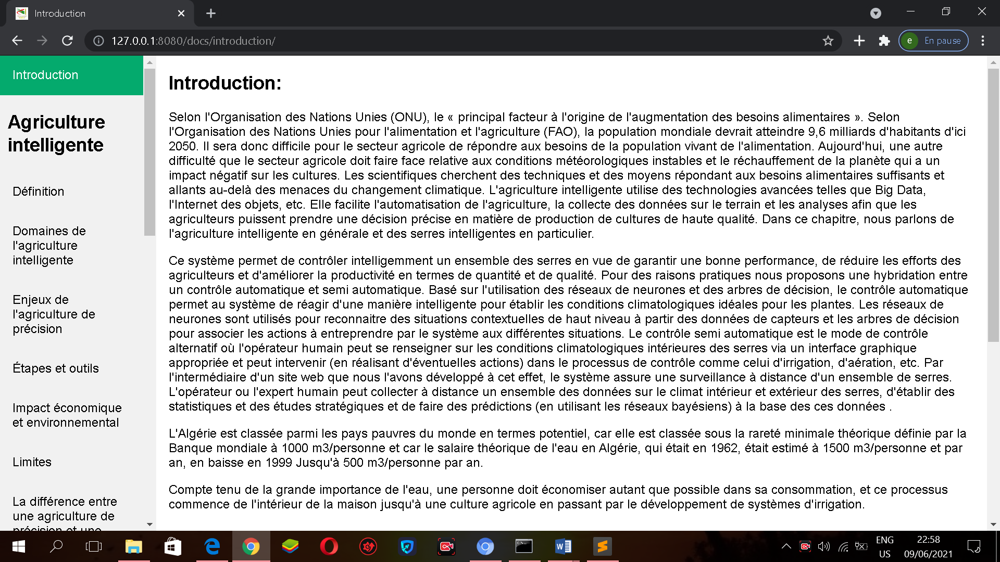 Introduction
127.0.0.1:8080/docs/introduction/
e En pause
Introduction
Agriculture
intelligente
Définition
Domaines de
l'agriculture
intelligente
Enjeux de
l'agriculture de
précision
Étapes et outils
Impact économique
et environnemental
Limites
La différence entre
une agriculture de
précision et une
Introduction:
Selon l'Organisation des Nations Unies (ONU), le « principal facteur à l'origine de l'augmentation des besoins alimentaires ». Selon
l'Organisation des Nations Unies pour l'alimentation et l'agriculture (FAO), la population mondiale devrait atteindre 9,6 milliards d'habitants d'ici
2050. Il sera donc difficile pour le secteur agricole de répondre aux besoins de la population vivant de l'alimentation. Aujourd'hui, une autre
difficulté que le secteur agricole doit faire face relative aux conditions météorologiques instables et le réchauffement de la planète qui a un
impact négatif sur les cultures. Les scientifiques cherchent des techniques et des moyens répondant aux besoins alimentaires suffisants et
allants au-delà des menaces du changement climatique. L'agriculture intelligente utilise des technologies avancées telles que Big Data,
l'Internet des objets, etc. Elle facilite l'automatisation de l'agriculture, la collecte des données sur le terrain et les analyses afin que les
agriculteurs puissent prendre une décision précise en matière de production de cultures de haute qualité. Dans ce chapitre, nous parlons de
l'agriculture intelligente en générale et des serres intelligentes en particulier.
Ce système permet de contrôler intelligemment un ensemble des serres en vue de garantir une bonne performance, de réduire les efforts des
agriculteurs et d'améliorer la productivité en termes de quantité et de qualité. Pour des raisons pratiques nous proposons une hybridation entre
un contrôle automatique et semi automatique. Basé sur l'utilisation des réseaux de neurones et des arbres de décision, le contrôle automatique
permet au système de réagir d'une manière intelligente pour établir les conditions climatologiques idéales pour les plantes. Les réseaux de
neurones sont utilisés pour reconnaitre des situations contextuelles de haut niveau à partir des données de capteurs et les arbres de décision
pour associer les actions à entreprendre par le système aux différentes situations. Le contrôle semi automatique est le mode de contrôle
alternatif où l'opérateur humain peut se renseigner sur les conditions climatologiques intérieures des serres via un interface graphique
appropriée et peut intervenir (en réalisant d'éventuelles actions) dans le processus de contrôle comme celui d'irrigation, d'aération, etc. Par
l'intermédiaire d'un site web que nous l'avons développé à cet effet, le système assure une surveillance à distance d'un ensemble de serres.
L'opérateur ou l'expert humain peut collecter à distance un ensemble des données sur le climat intérieur et extérieur des serres, d'établir des
statistiques et des études stratégiques et de faire des prédictions (en utilisant les réseaux bayésiens) à la base des ces données .
L'Algérie est classée parmi les pays pauvres du monde en termes potentiel, car elle est classée sous la rareté minimale théorique définie par la
Banque mondiale à 1000 m3/personne et car le salaire théorique de l'eau en Algérie, qui était en 1962, était estimé à 1500 m3/personne et par
an, en baisse en 1999 Jusqu'à 500 m3/personne par an.
Compte tenu de la grande importance de l'eau, une personne doit économiser autant que possible dans sa consommation, et ce processus
commence de l'intérieur de la maison jusqu'à une culture agricole en passant par le développement de systèmes d'irrigation.
ENG
US
22:58
09/06/2021